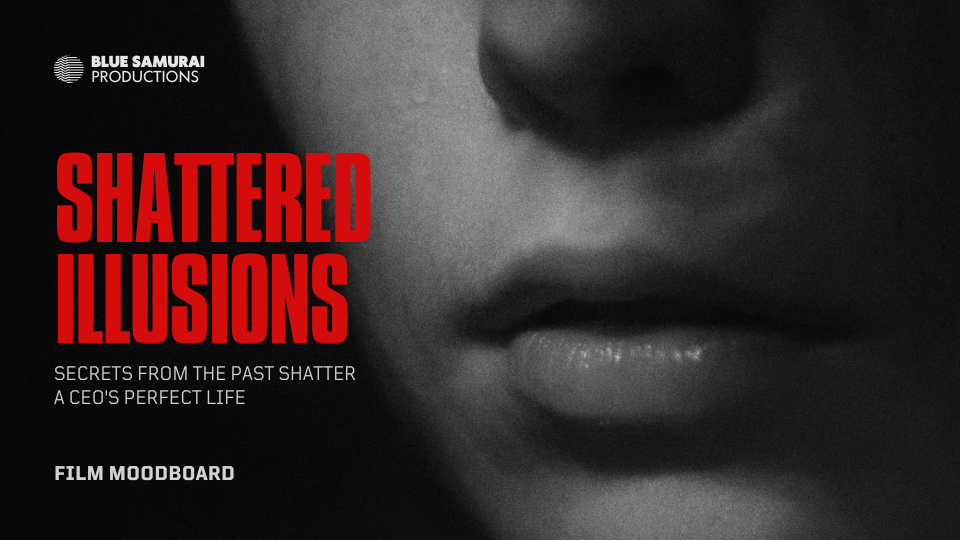 BLUE SAMURAI
PRODUCTIONS
SHATTERED
ILLUSIONS
SECRETS FROM THE PAST SHATTER
A CEO'S PERFECT LIFE
FILM MOODBOARD